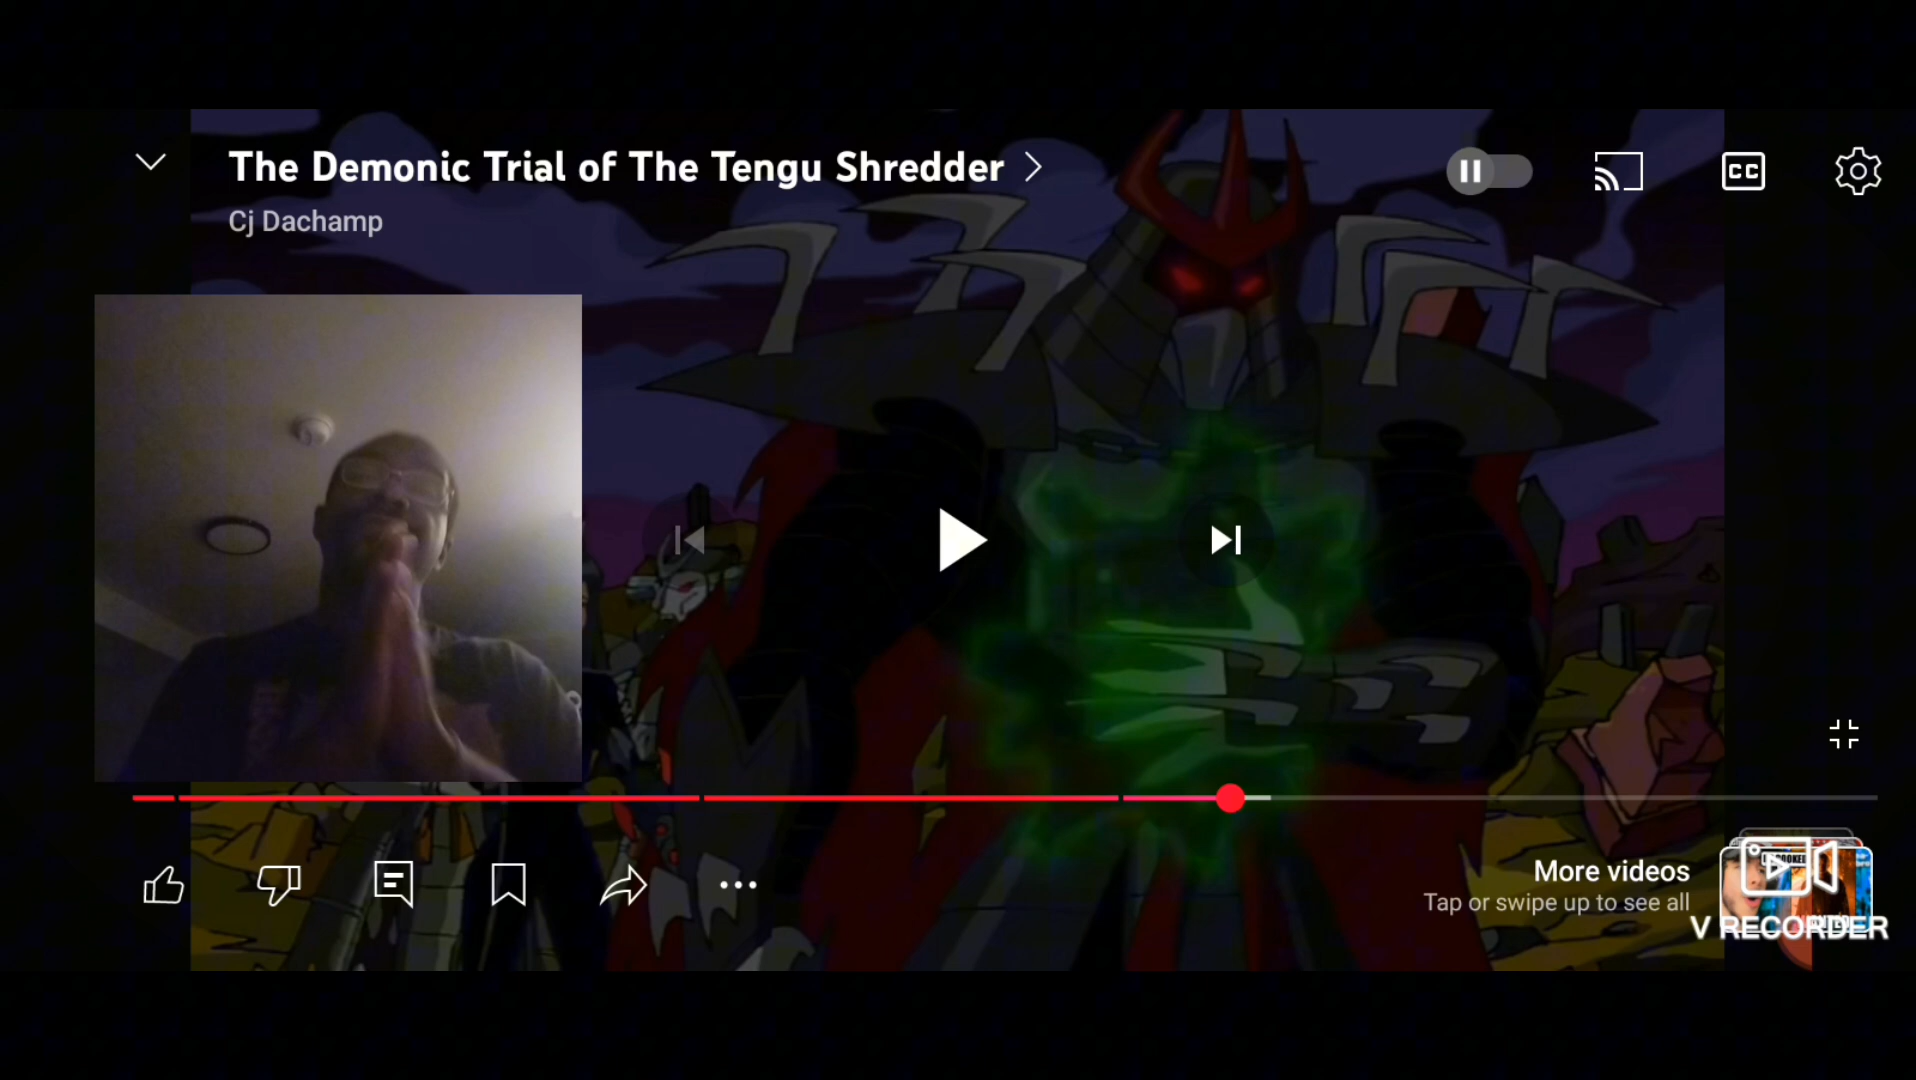 The Demonic Trial of The Tengu Shredder
Cj Dachamp
CC
More videos
Tap or swipe up to see all
V RECORDER